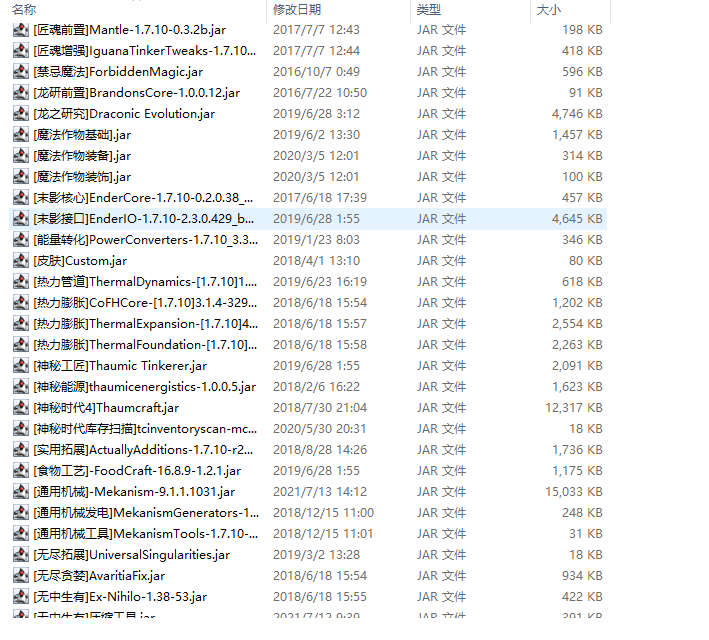 名称 修改日期 类型 大小
[匠魂前置]Mantle-1.7.10-0.3.2b.jar 2017/7/7 12:43 JAR 文件 198 KB
[匠魂增强]IguanaTinkerTweaks-1.7.10... 2017/7/7 12:44 JAR 文件 418 KB
[禁忌魔法]ForbiddenMagic.jar 2016/10/7 0:49 JAR 文件 596 KB
[龙研前置]BrandonsCore-1.0.0.12.jar 2016/7/22 10:50 JAR 文件 91 KB
[龙之研究]Draconic Evolution.jar 2019/6/28 3:12 JAR 文件 4,746 KB
[魔法作物基础].jar 2019/6/2 13:30 JAR 文件 1,457 KB
[魔法作物装备].jar 2020/3/5 12:01 JAR 文件 314 KB
[魔法作物装饰].jar 2020/3/5 12:01 JAR 文件 100 KB
[末影核心]EnderCore-1.7.10-0.2.0.38_... 2017/6/18 17:39 JAR 文件 457 KB
[末影接口]EnderIO-1.7.10-2.3.0.429_b... 2019/6/28 1:55 JAR 文件 4,645 KB
[能量转化]PowerConverters-1.7.10_3.3... 2019/1/23 8:03 JAR 文件 346 KB
[皮肤]Custom.jar 2018/4/1 13:10 JAR 文件 80 KB
[热力管道]ThermalDynamics-[1.7.10]1.... 2019/6/23 16:19 JAR 文件 618 KB
[热力膨胀]CoFHCore-[1.7.10]3.1.4-329... 2018/6/18 15:54 JAR 文件 1,202 KB
[热力膨胀]ThermalExpansion-[1.7.10]4... 2018/6/18 15:57 JAR 文件 2,554 KB
[热力膨胀]ThermalFoundation-[1.7.10]... 2018/6/18 15:58 JAR 文件 2,263 KB
[神秘工匠]Thaumic Tinkerer.jar 2019/6/28 1:55 JAR 文件 2,091 KB
[神秘能源]thaumicenergistics-1.0.0.5.jar 2018/2/6 16:22 JAR 文件 1,623 KB
[神秘时代4]Thaumcraft.jar 2018/7/30 21:04 JAR 文件 12,317 KB
[神秘时代库存扫描]tcinventoryscan-mc... 2020/5/30 20:31 JAR 文件 18 KB
[实用拓展]ActuallyAdditions-1.7.10-r2... 2018/8/28 14:26 JAR 文件 1,736 KB
[食物工艺]-FoodCraft-16.8.9-1.2.1.jar 2019/6/28 1:55 JAR 文件 1,175 KB
[通用机械]-Mekanism-9.1.1.1031.jar 2021/7/13 14:12 JAR 文件 15,033 KB
[通用机械发电]MekanismGenerators-1... 2018/12/15 11:00 JAR 文件 248 KB
[通用机械工具]MekanismTools-1.7.10-... 2018/12/15 11:01 JAR 文件 31 KB
[无尽拓展]UniversalSingularities.jar 2019/3/2 13:28 JAR 文件 18 KB
[无尽贪婪]AvaritiaFix.jar 2018/6/18 15:54 JAR 文件 934 KB
[无中生有]Ex-Nihilo-1.38-53.jar 2018/6/18 15:55 JAR 文件 422 KB
[无中生有]压缩工具.jar 2021/7/12 9:39 JAR 文件 391 KB